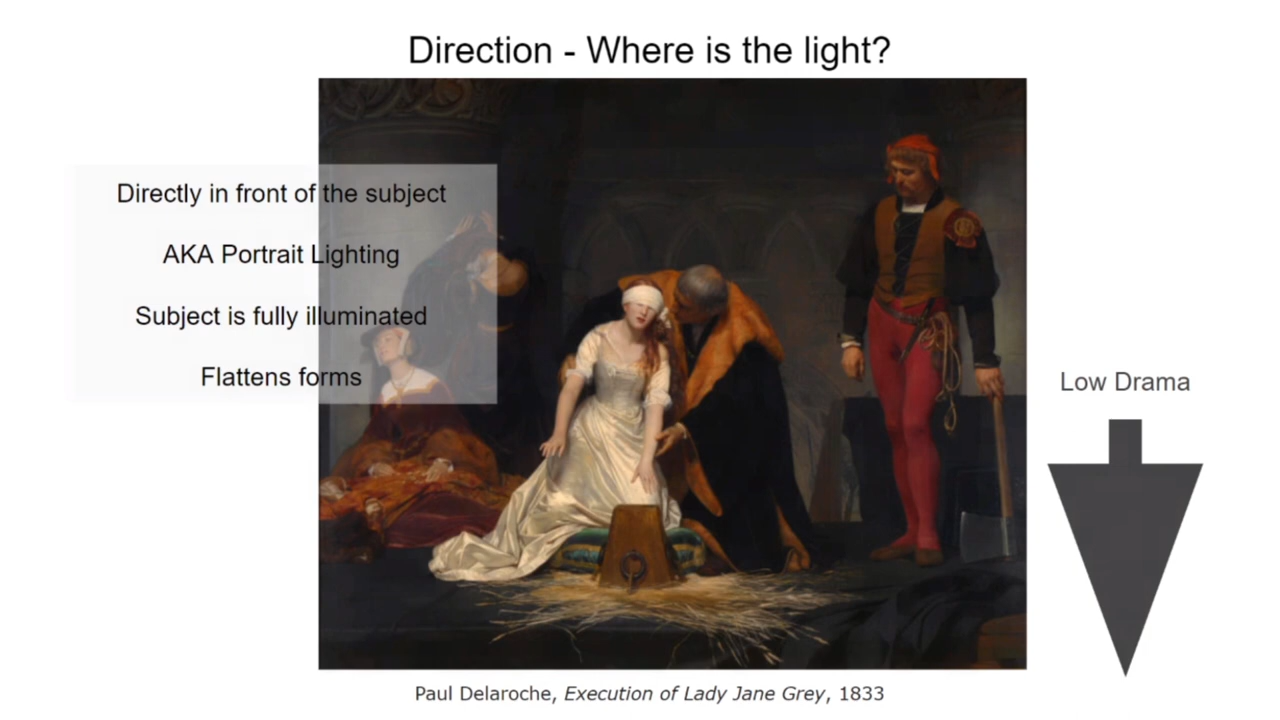 Direction - Where is the light?
Directly in front of the subject
AKA Portrait Lighting
Subject is fully illuminated
Flattens forms
Low Drama
Paul Delaroche, Execution of Lady Jane Grey, 1833